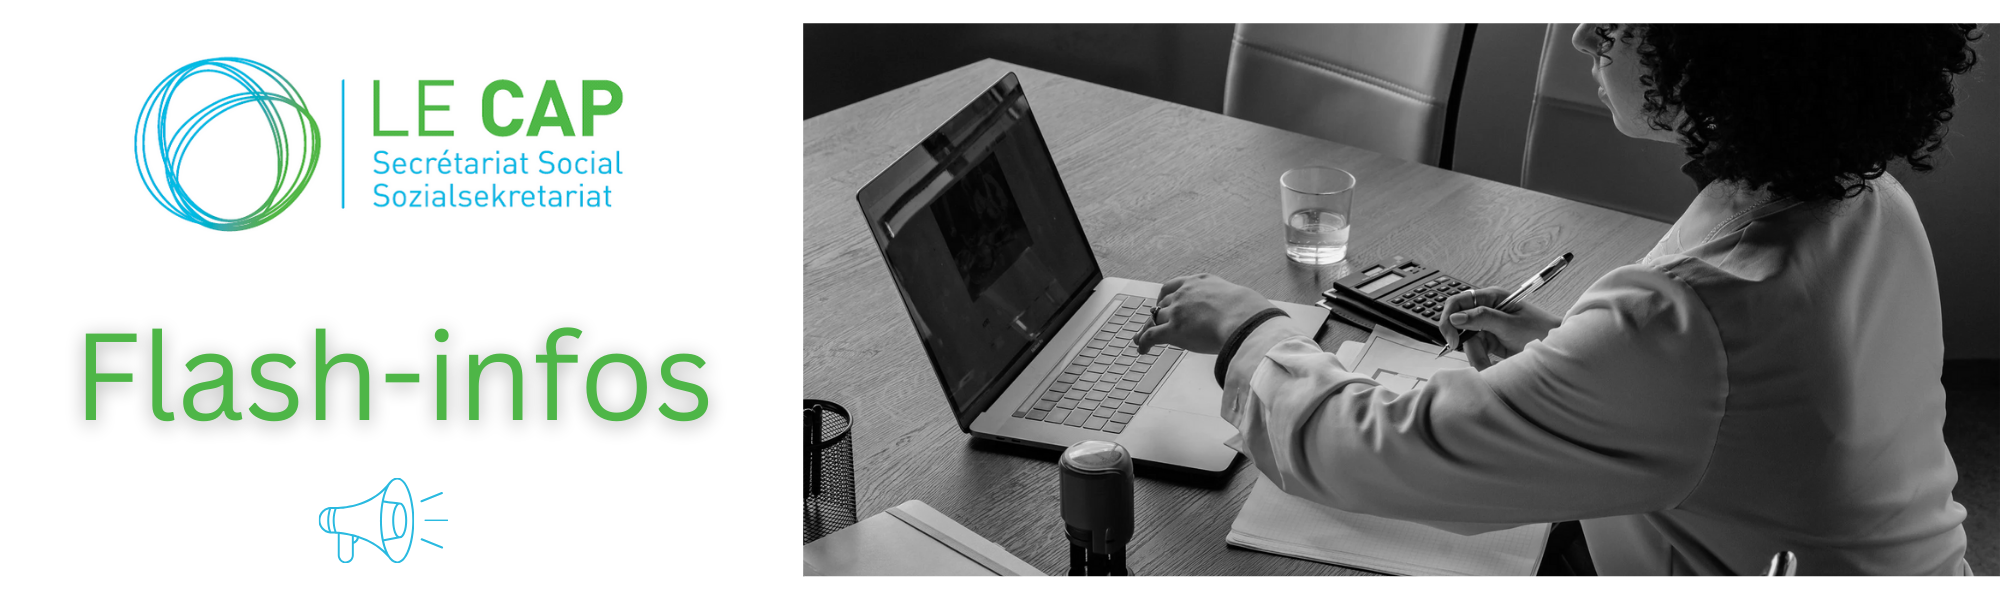 LE CAP
Secrétariat Social
Sozialsekretariat
Flash-infos